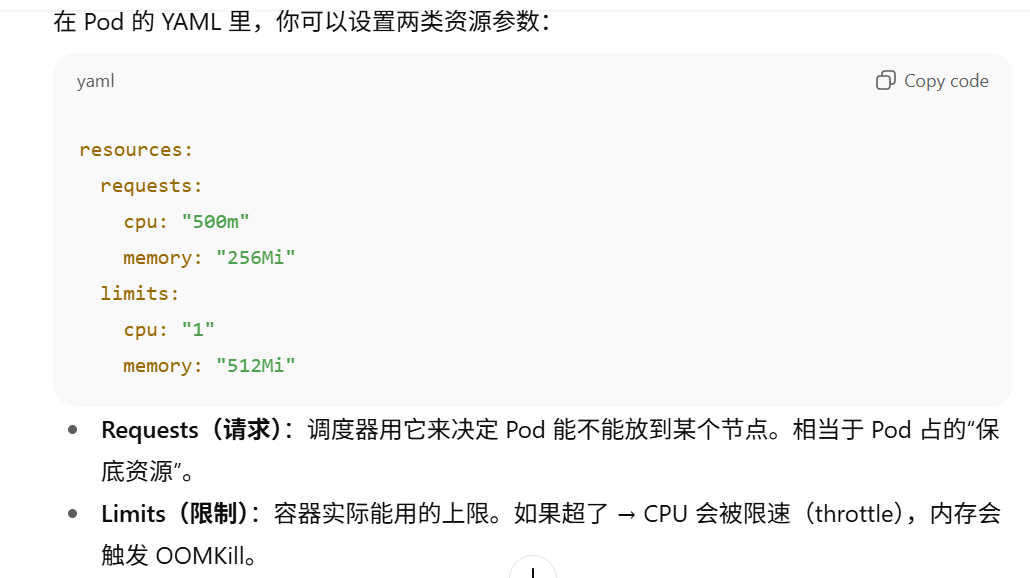 在 Pod 的 YAML 里，你可以设置两类资源参数：
yaml
Copy code
resources:
  requests:
    cpu: "500m"
    memory: "256Mi"
  limits:
    cpu: "1"
    memory: "512Mi"
• Requests（请求）：调度器用它来决定 Pod 能不能放到某个节点。相当于 Pod 占的“保
底资源”。
• Limits（限制）：容器实际能用的上限。如果超了 → CPU 会被限速（throttle），内存会
触发 OOMKill。